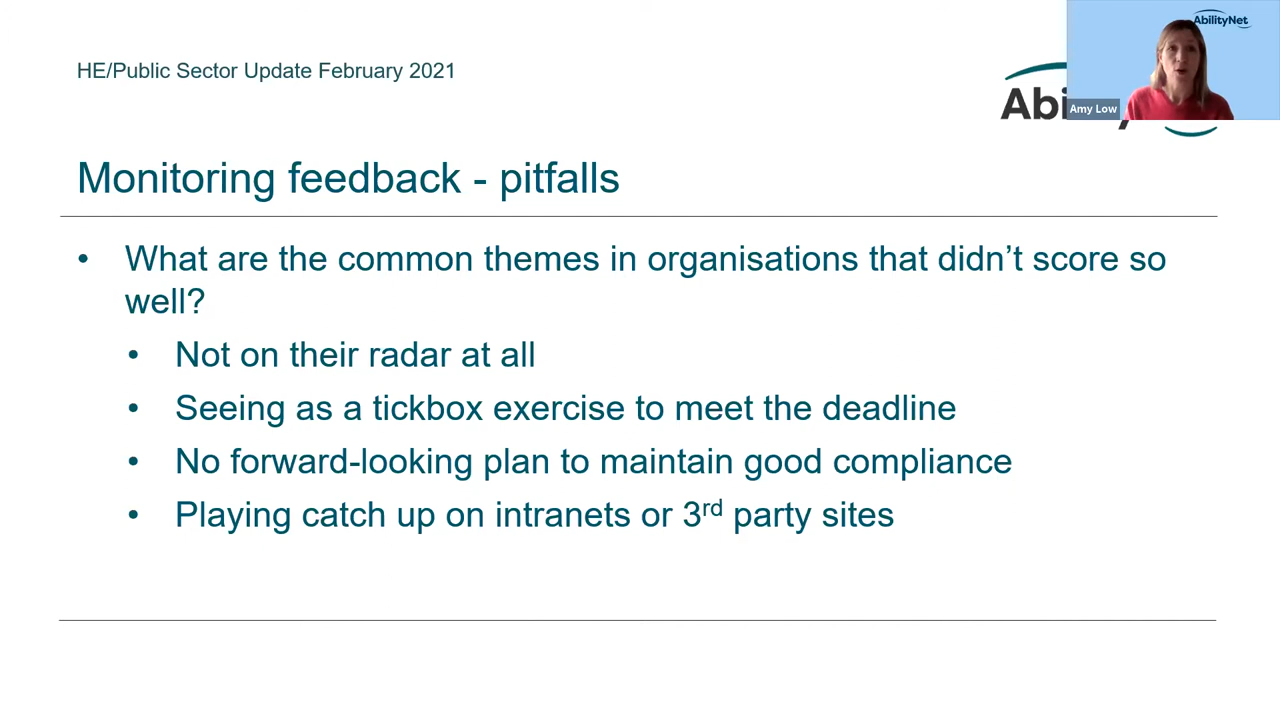 HE/Public Sector Update February 2021
AbilityNet
Abi
Amy Low
Monitoring feedback - pitfalls
• What are the common themes in organisations that didn’t score so
well?
• Not on their radar at all
• Seeing as a tickbox exercise to meet the deadline
• No forward-looking plan to maintain good compliance
• Playing catch up on intranets or 3rd party sites